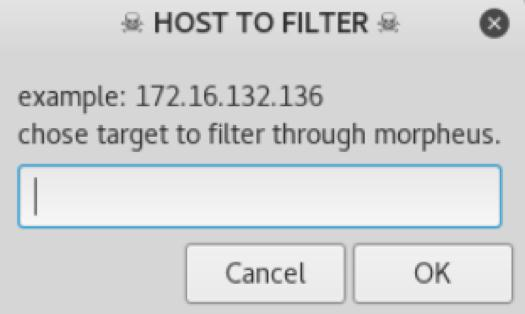 ☠ HOST TO FILTER ☠
example: 172.16.132.136
chose target to filter through morpheus.
Cancel OK